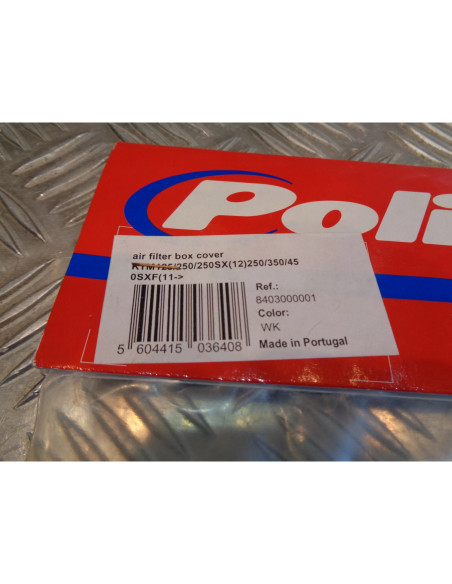 Poli
air filter box cover
KTM125/250/250SX(12)250/350/45
0SXF(11->
Ref.:
8403000001
Color:
WK
Made in Portugal
5 604415 036408